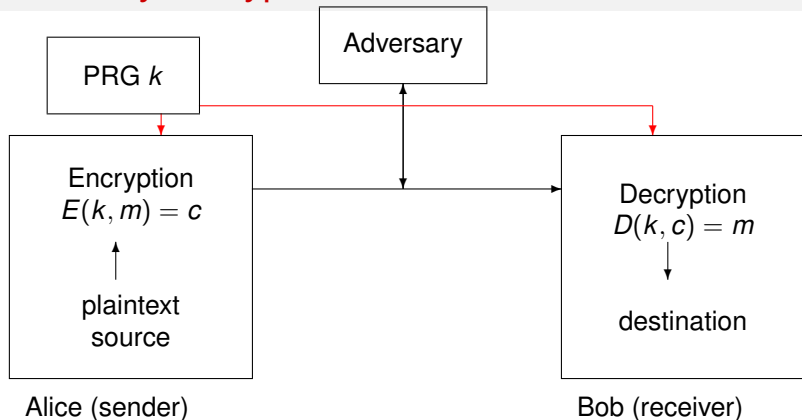 Adversary
PRG k
Encryption
E(k, m) = c
plaintext
source
Decryption
D(k, c) = m
destination
Alice (sender)
Bob (receiver)